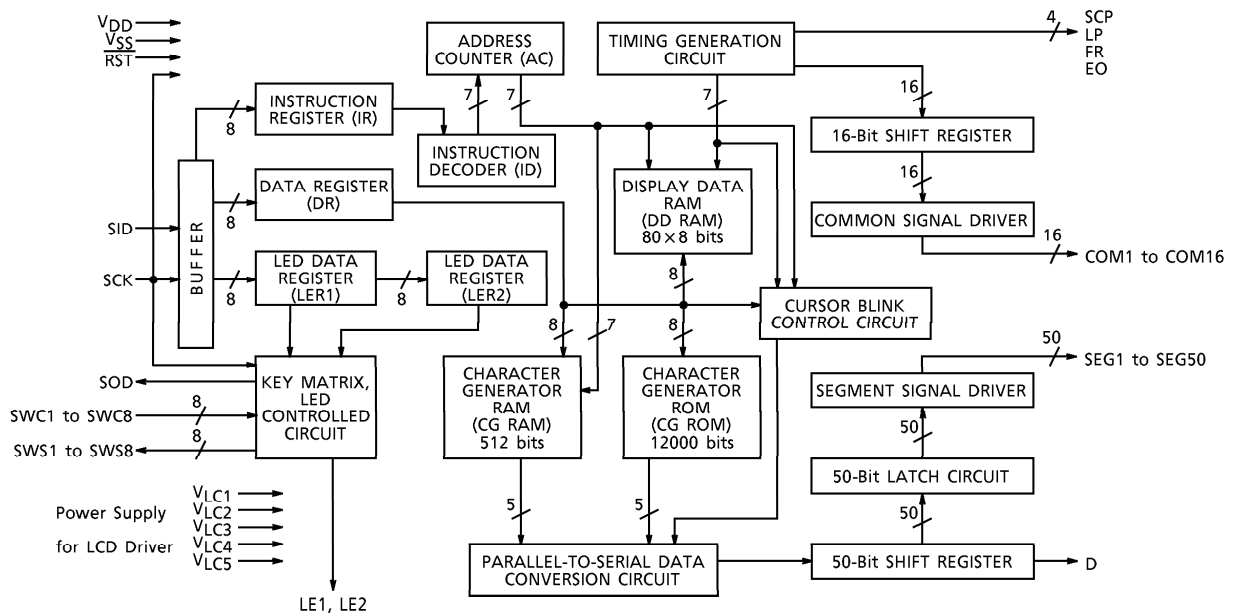 VDD
VSS
RST
ADDRESS
COUNTER (AC)
TIMING GENERATION
CIRCUIT
4
SCP
LP
FR
EO
7
7
7
16
INSTRUCTION
REGISTER (IR)
8
INSTRUCTION
DECODER (ID)
16-Bit SHIFT REGISTER
16
DATA REGISTER
(DR)
8
DISPLAY DATA
RAM
(DD RAM)
80×8 bits
COMMON SIGNAL DRIVER
16
COM1 to COM16
SID
SCK
BUFFER
8
LED DATA
REGISTER
(LER1)
8
LED DATA
REGISTER
(LER2)
8
CURSOR BLINK
CONTROL CIRCUIT
8
7
8
50
SEG1 to SEG50
SOD
SWC1 to SWC8
8
SWS1 to SWS8
8
KEY MATRIX,
LED
CONTROLLED
CIRCUIT
CHARACTER
GENERATOR
RAM
(CG RAM)
512 bits
CHARACTER
GENERATOR
ROM
(CG ROM)
12000 bits
SEGMENT SIGNAL DRIVER
50
50-Bit LATCH CIRCUIT
50
Power Supply
for LCD Driver
VLC1
VLC2
VLC3
VLC4
VLC5
5
5
PARALLEL-TO-SERIAL DATA
CONVERSION CIRCUIT
50-Bit SHIFT REGISTER
D
LE1, LE2